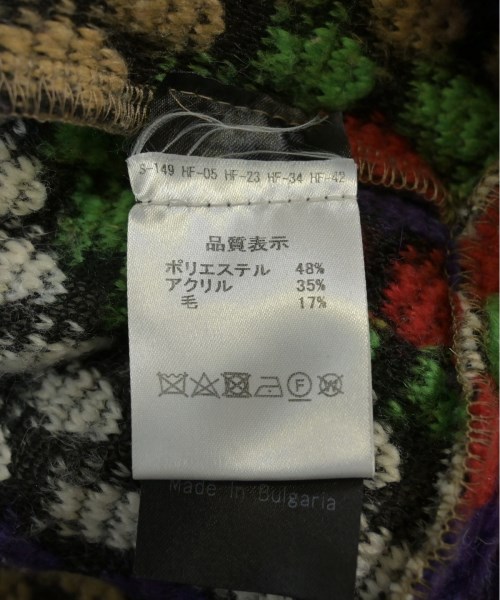 S-149 HF-05 HF-23 HF-34 HF-42
品質表示
ポリエステル 48%
アクリル 35%
毛 17%
Made in Bulgaria